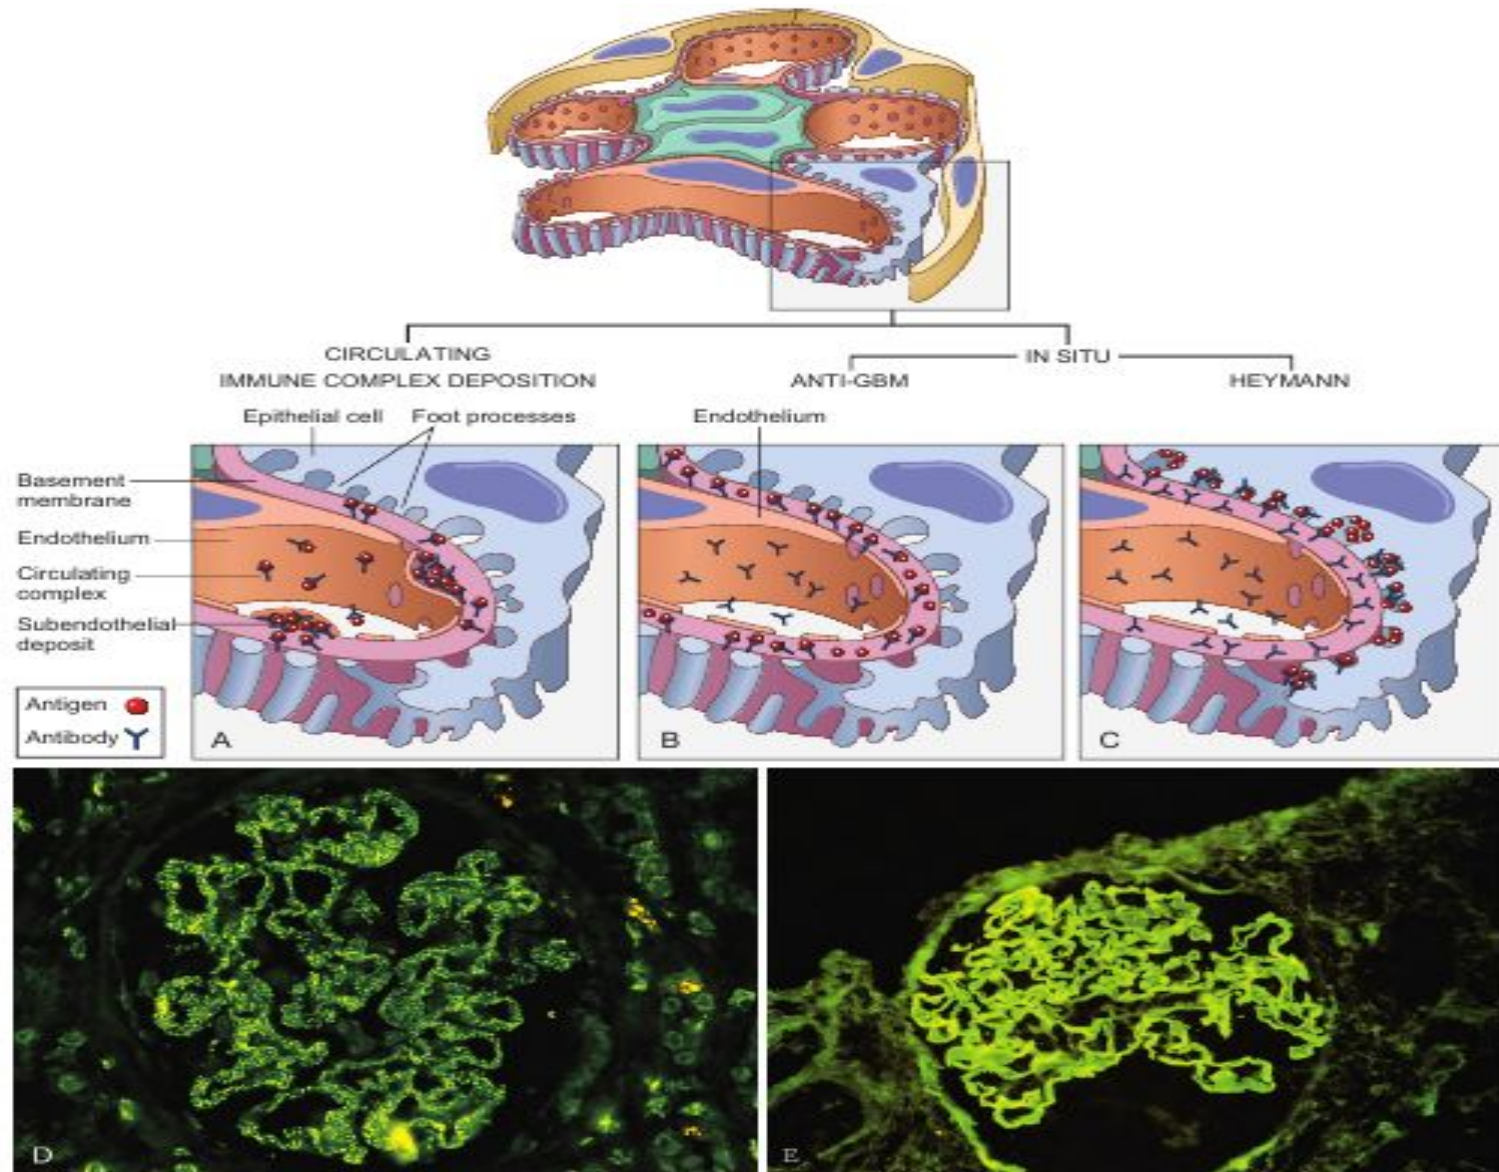 CIRCULATING
IMMUNE COMPLEX DEPOSITION
IN SITU
ANTI-GBM
HEYMANN
Epithelial cell
Foot processes
Endothelium
Basement
membrane
Endothelium
Circulating
complex
Subendothelial
deposit
Antigen
Antibody
A
B
C
D
E